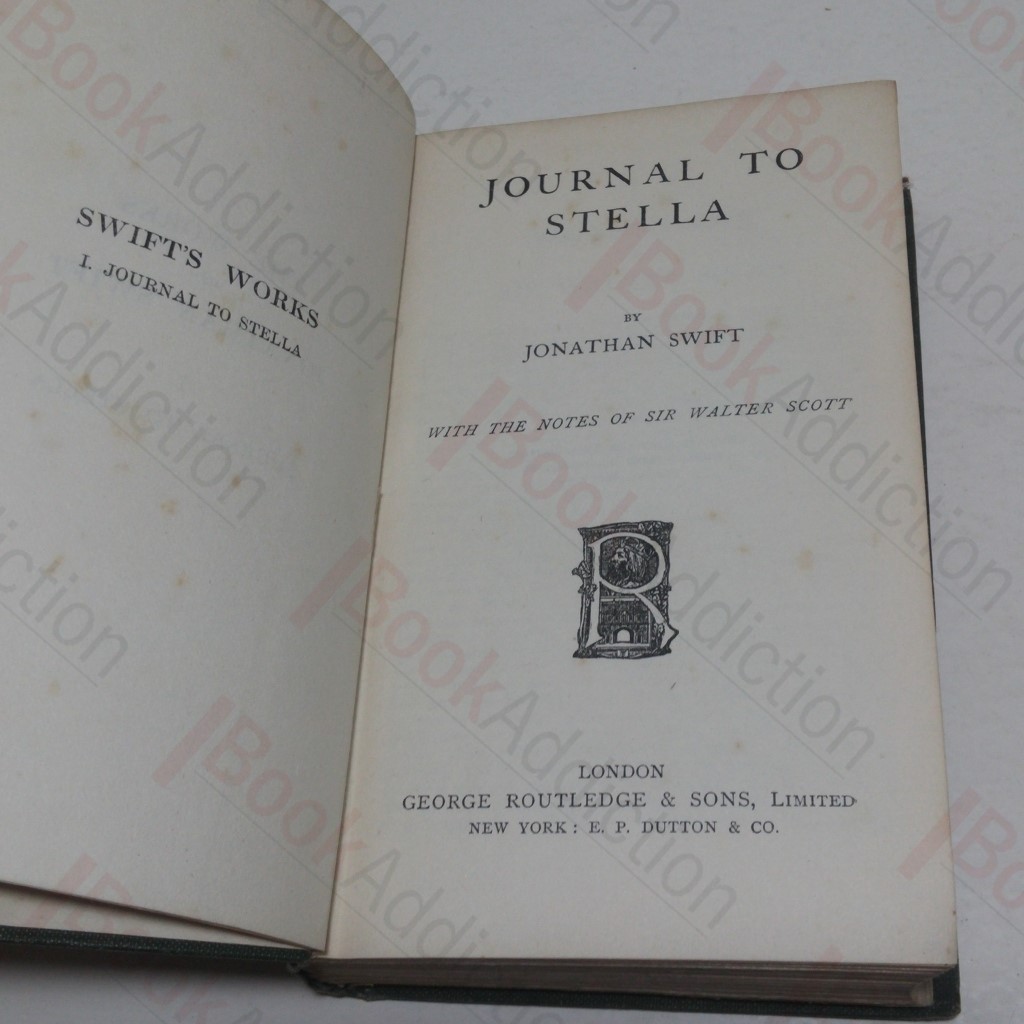 SWIFT'S WORKS
I. JOURNAL TO STELLA
JOURNAL TO
STELLA
BY
JONATHAN SWIFT
WITH THE NOTES OF SIR WALTER SCOTT
R
LONDON
GEORGE ROUTLEDGE & SONS, LIMITED
NEW YORK: E. P. DUTTON & CO.
BookAddiction